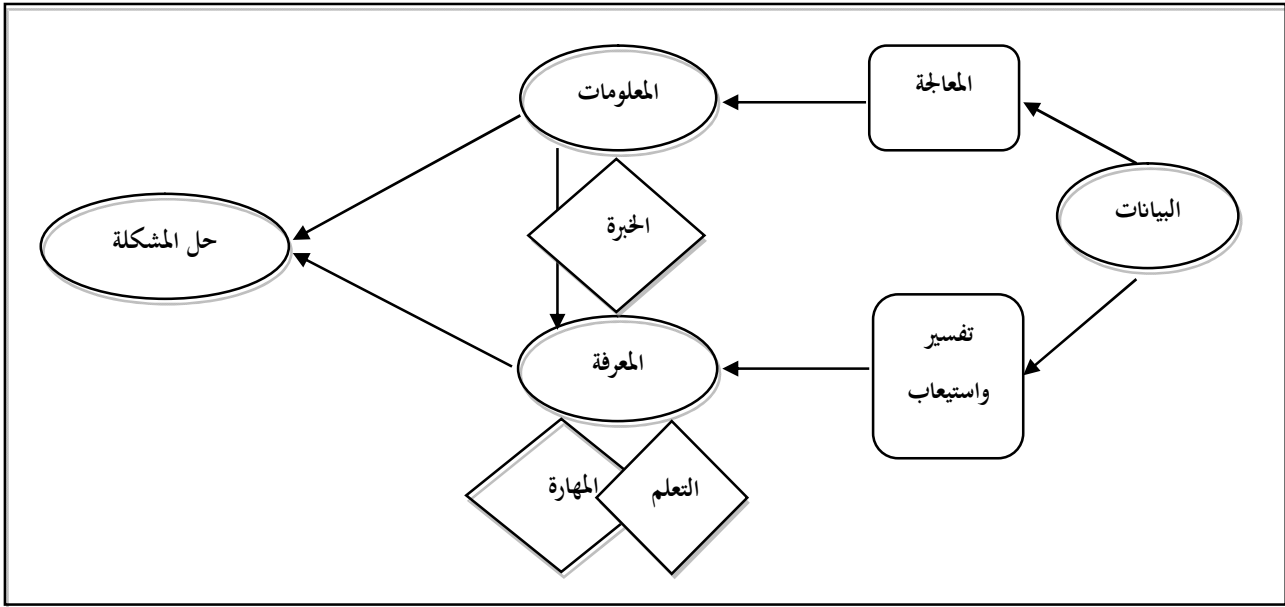 المعالجة
المعلومات
البيانات
الخبرة
حل المشكلة
تفسير
واستيعاب
المعرفة
التعلم
المهارة